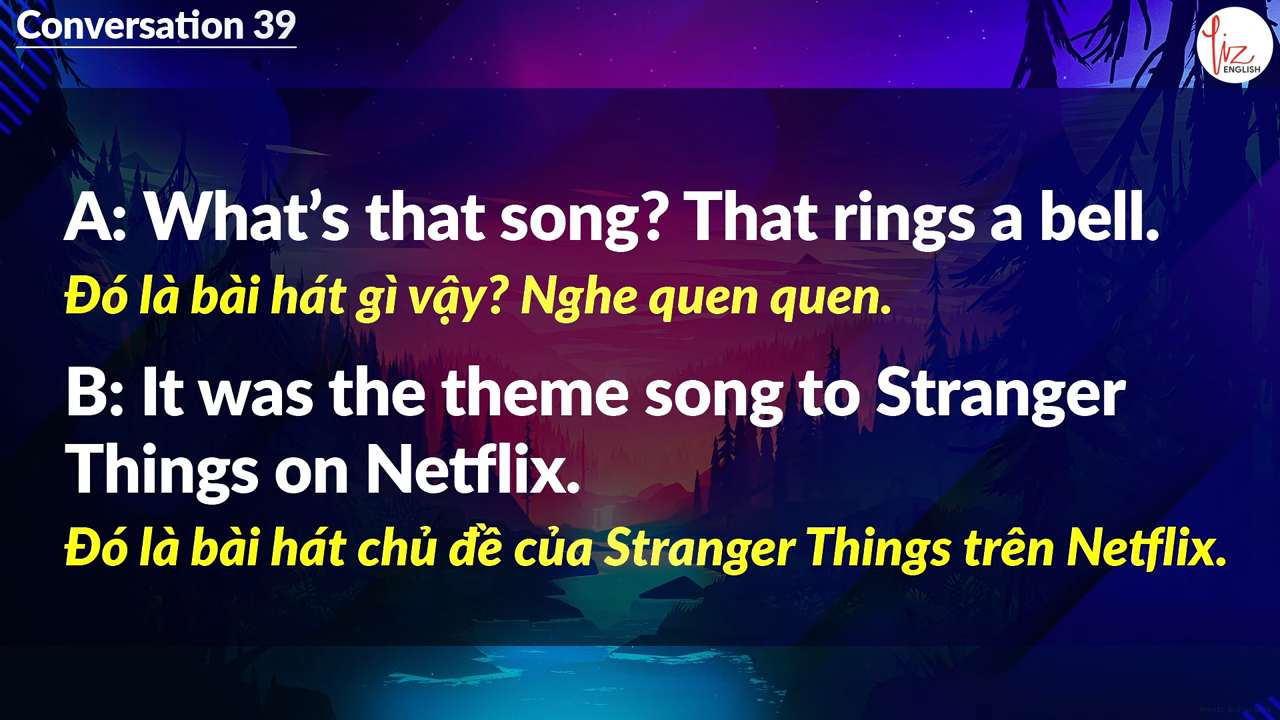 Conversation 39
Liz
ENGLISH
A: What’s that song? That rings a bell.
Đó là bài hát gì vậy? Nghe quen quen.
B: It was the theme song to Stranger
Things on Netflix.
Đó là bài hát chủ đề của Stranger Things trên Netflix.